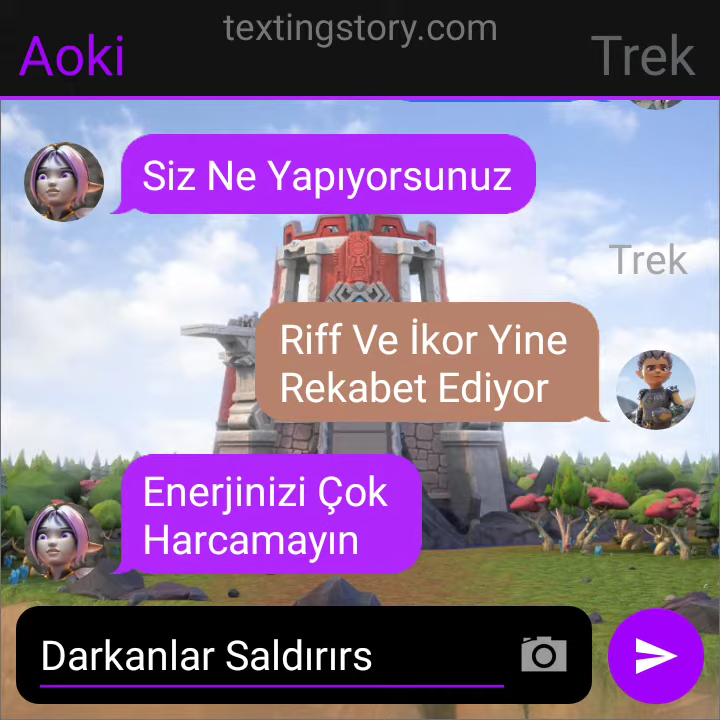 textingstory.com
Aoki
Trek
Siz Ne Yapıyorsunuz
Trek
Riff Ve İkor Yine
Rekabet Ediyor
Enerjinizi Çok
Harcamayın
Darkanlar Saldırırs